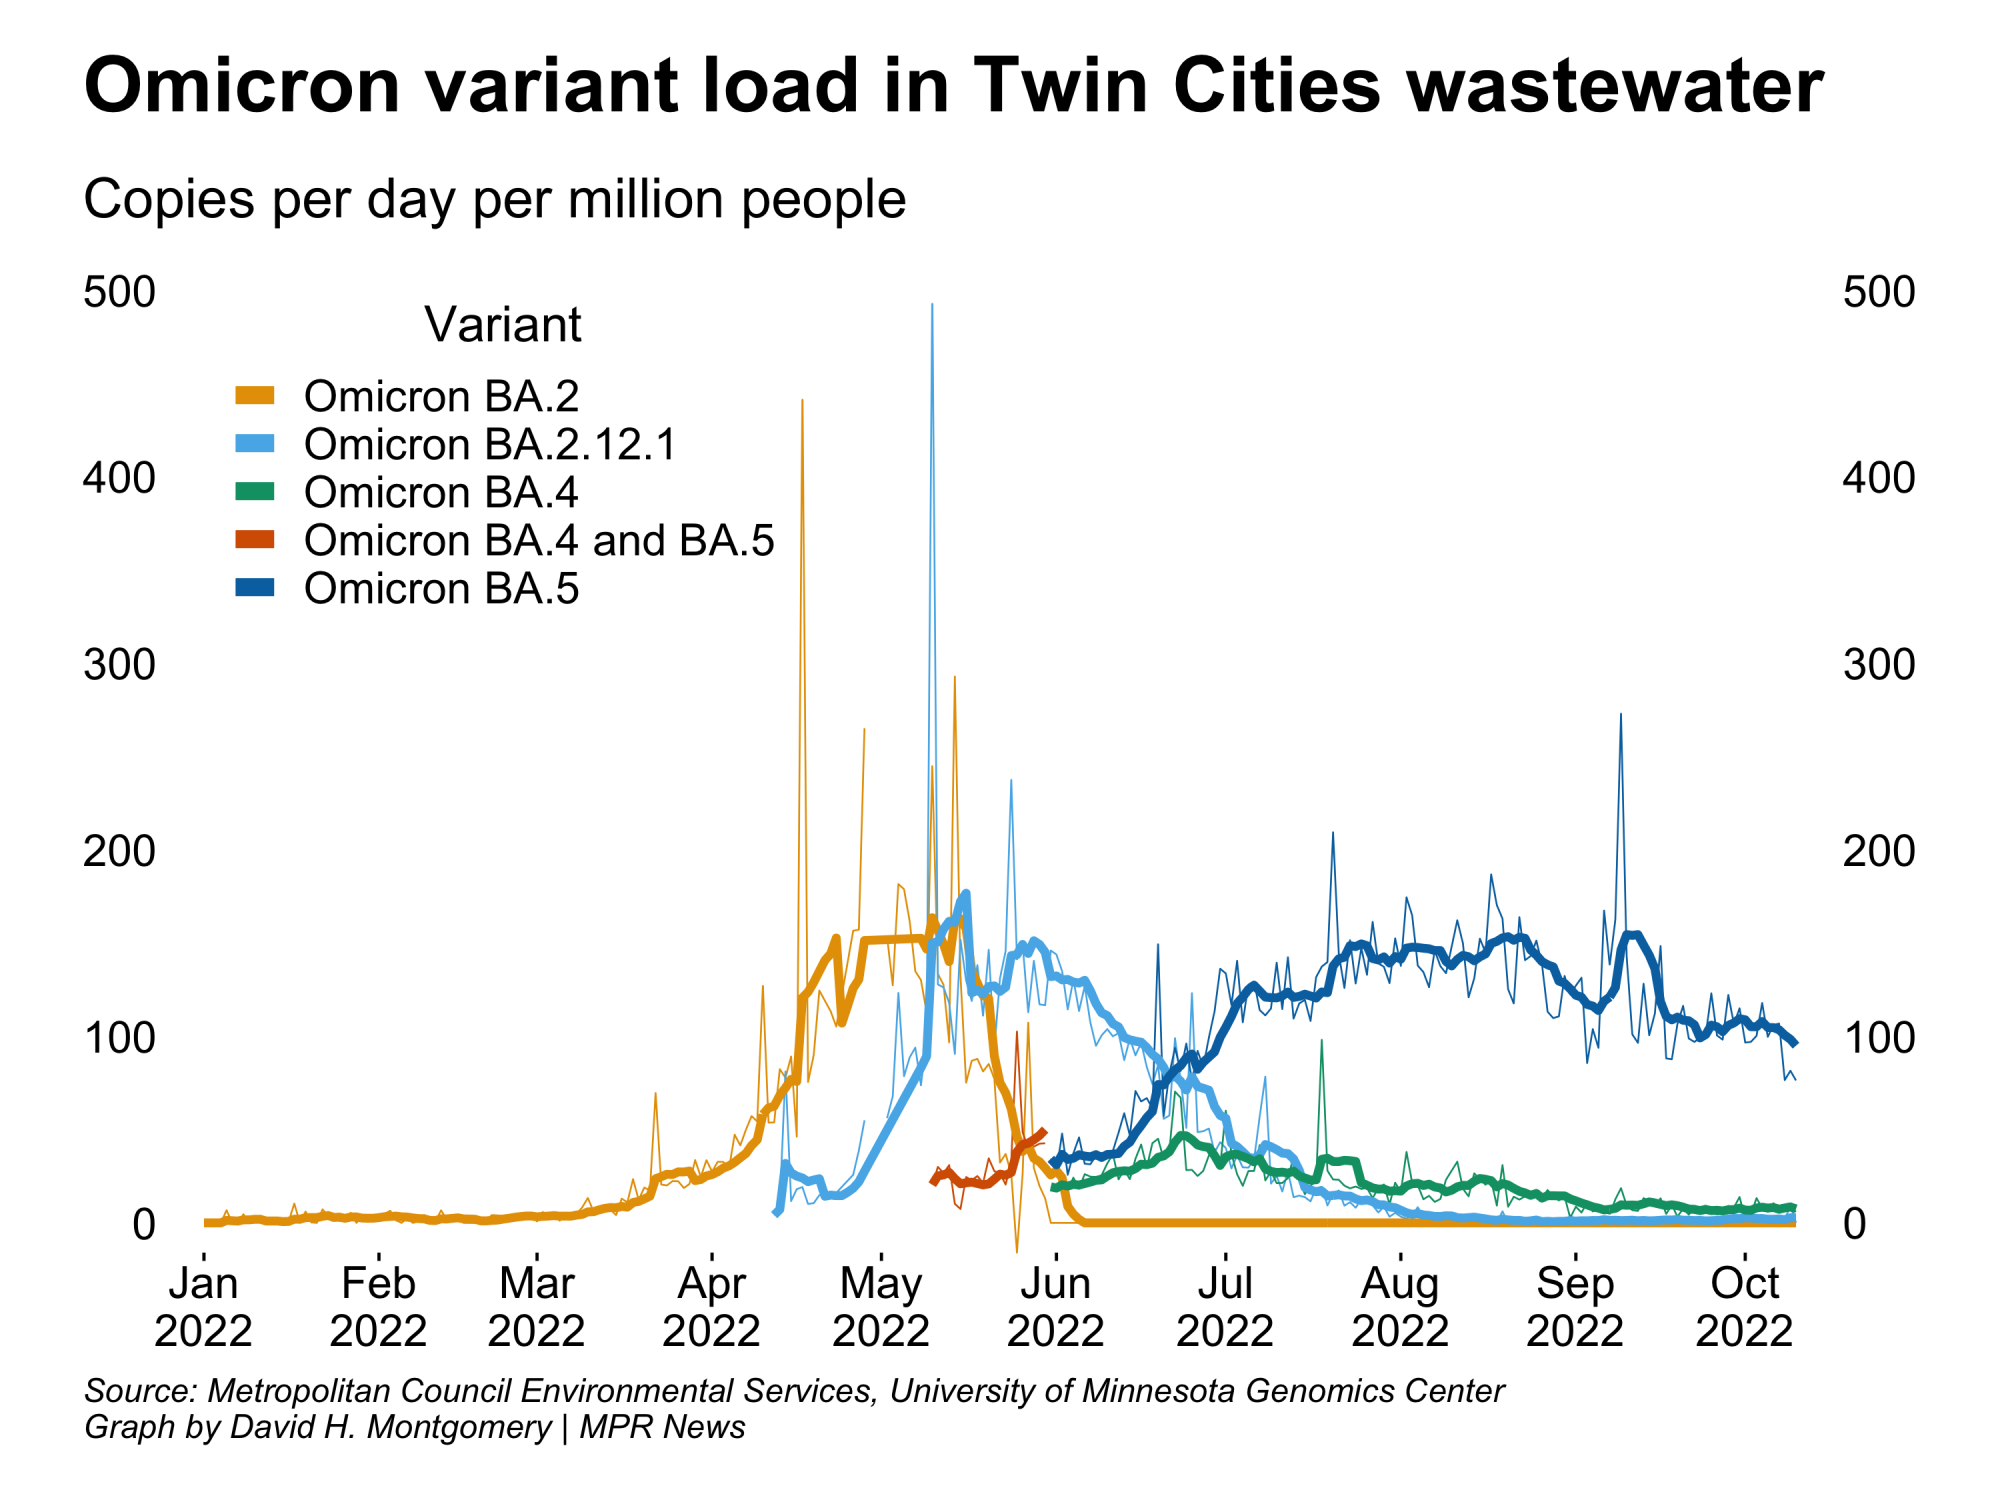 Omicron variant load in Twin Cities wastewater
Copies per day per million people
500
500
Variant
Omicron BA.2
Omicron BA.2.12.1
400
400
Omicron BA.4
Omicron BA.4 and BA.5
Omicron BA.5
300
300
200
200
100
100
0
0
Jan Feb Mar Apr May Jun Jul Aug Sep Oct
2022 2022 2022 2022 2022 2022 2022 2022 2022 2022
Source: Metropolitan Council Environmental Services, University of Minnesota Genomics Center
Graph by David H. Montgomery | MPR News